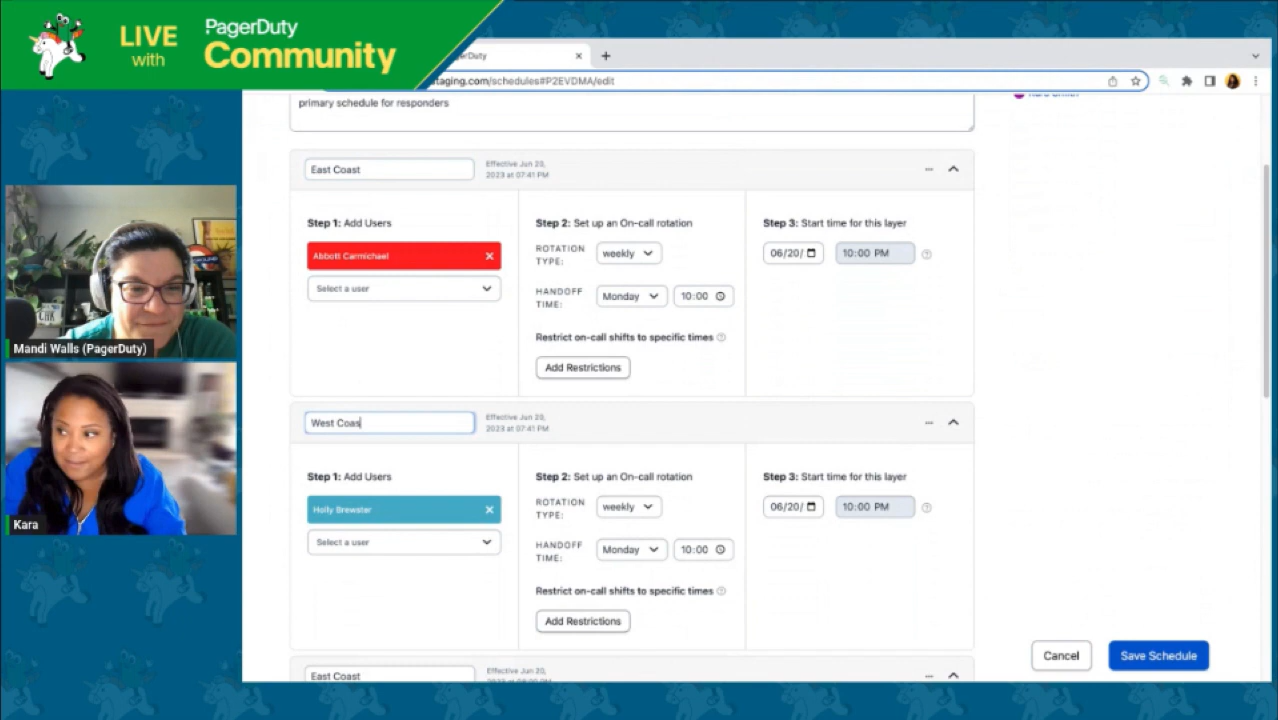 LIVE
with
PagerDuty
Community
PagerDuty
taging.com/schedules#P2EVDMA/edit
primary schedule for responders
East Coast
Effective Jun 20,
2023 at 07:41 PM
Step 1: Add Users
Step 2: Set up an On-call rotation
Step 3: Start time for this layer
Abbott Carmichael
ROTATION
TYPE:
weekly
06/20/
10:00 PM
Select a user
HANDOFF
TIME:
Monday
10:00
Restrict on-call shifts to specific times
Add Restrictions
Mandi Walls (PagerDuty)
West Coas
Effective Jun 20,
2023 at 07:41 PM
Step 1: Add Users
Step 2: Set up an On-call rotation
Step 3: Start time for this layer
Holly Brewster
ROTATION
TYPE:
weekly
06/20/
10:00 PM
Kara
Select a user
HANDOFF
TIME:
Monday
10:00
Restrict on-call shifts to specific times
Add Restrictions
Cancel
Save Schedule
East Coast
Effective Jun 20,